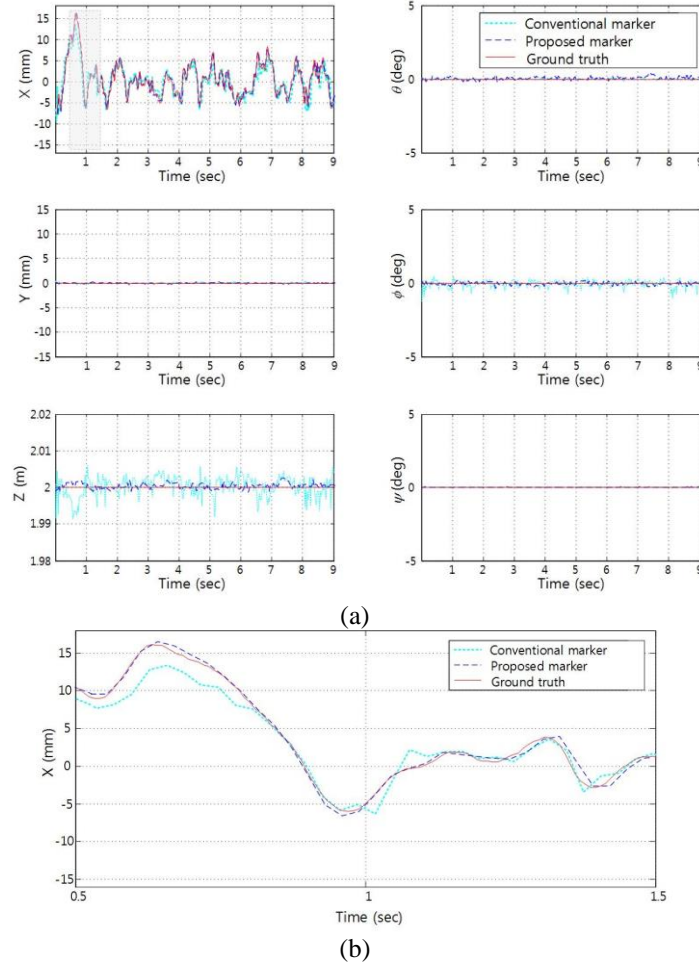 15
10
5
0
-5
-10
-15
X (mm)
1 2 3 4 5 6 7 8 9
Time (sec)
5
0
-5
θ (deg)
Conventional marker
Proposed marker
Ground truth
1 2 3 4 5 6 7 8 9
Time (sec)
15
10
5
0
-5
-10
-15
Y (mm)
1 2 3 4 5 6 7 8 9
Time (sec)
5
0
-5
ϕ (deg)
1 2 3 4 5 6 7 8 9
Time (sec)
2.02
2.01
2
1.99
1.98
Z (m)
1 2 3 4 5 6 7 8 9
Time (sec)
5
0
-5
ψ (deg)
1 2 3 4 5 6 7 8 9
Time (sec)
(a)
15
10
5
0
-5
-10
-15
X (mm)
Conventional marker
Proposed marker
Ground truth
0.5 1 1.5
Time (sec)
(b)